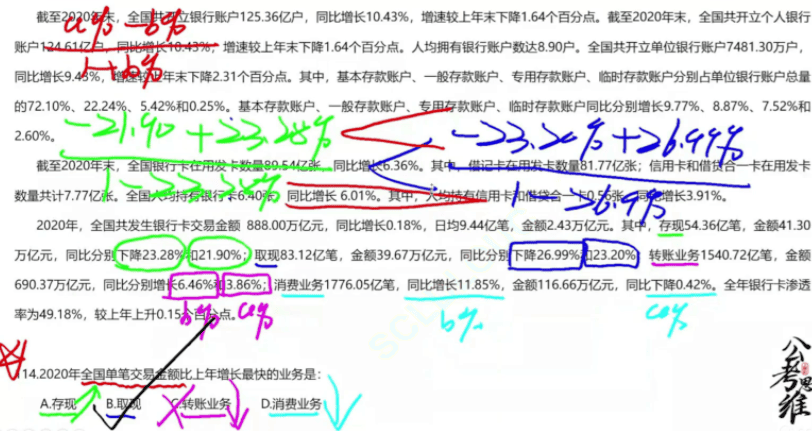 截至2020年末，全国共开立银行账户125.36亿户，同比增长10.43%，增速较上年末下降1.64个百分点。截至2020年末，全国共开立个人银
行账户124.61亿户，同比增长10.43%，增速较上年末下降1.64个百分点。人均拥有银行账户数达8.90户。全国共开立单位银行账户7481.30万户，
a%-b%
1+b%
同比增长9.43%，增速较上年末下降2.31个百分点。其中，基本存款账户、一般存款账户、专用存款账户、临时存款账户分别占单位银行账户总量
的72.10%、22.24%、5.42%和0.25%。基本存款账户、一般存款账户、专用存款账户、临时存款账户同比分别增长9.77%、8.87%、7.52%和
2.60%。
-21.90+23.28%
1-23.28%
-23.20%+26.99%
1-26.9%
截至2020年末，全国银行卡在用发卡数量89.54亿张，同比增长6.36%。其中，借记卡在用发卡数量81.77亿张；信用卡和借贷合一卡在用发卡
数量共计7.77亿张。全国人均持有银行卡6.40张，同比增长 6.01%。其中，人均持有信用卡和借贷合一卡0.56张，同比增长3.91%。
2020年，全国共发生银行卡交易金额 888.00万亿元，同比增长0.18%，日均9.44亿笔，金额2.43万亿元。其中，存现54.36亿笔，金额41.30
万亿元，同比分别下降23.28%和21.90%；取现83.12亿笔，金额39.67万亿元，同比分别下降26.99%和23.20%；转账业务1540.72亿笔，金额
690.37万亿元，同比分别增长6.46%和3.86%；消费业务1776.05亿笔，同比增长11.85%，金额116.66万亿元，同比下降0.42%。全年银行卡渗透
率为49.18%，较上年上升0.15个百分点。
b% a% b% a%
114.2020年全国单笔交易金额比上年增长最快的业务是：
A.存现 B.取现 C.转账业务 D.消费业务
公考思维